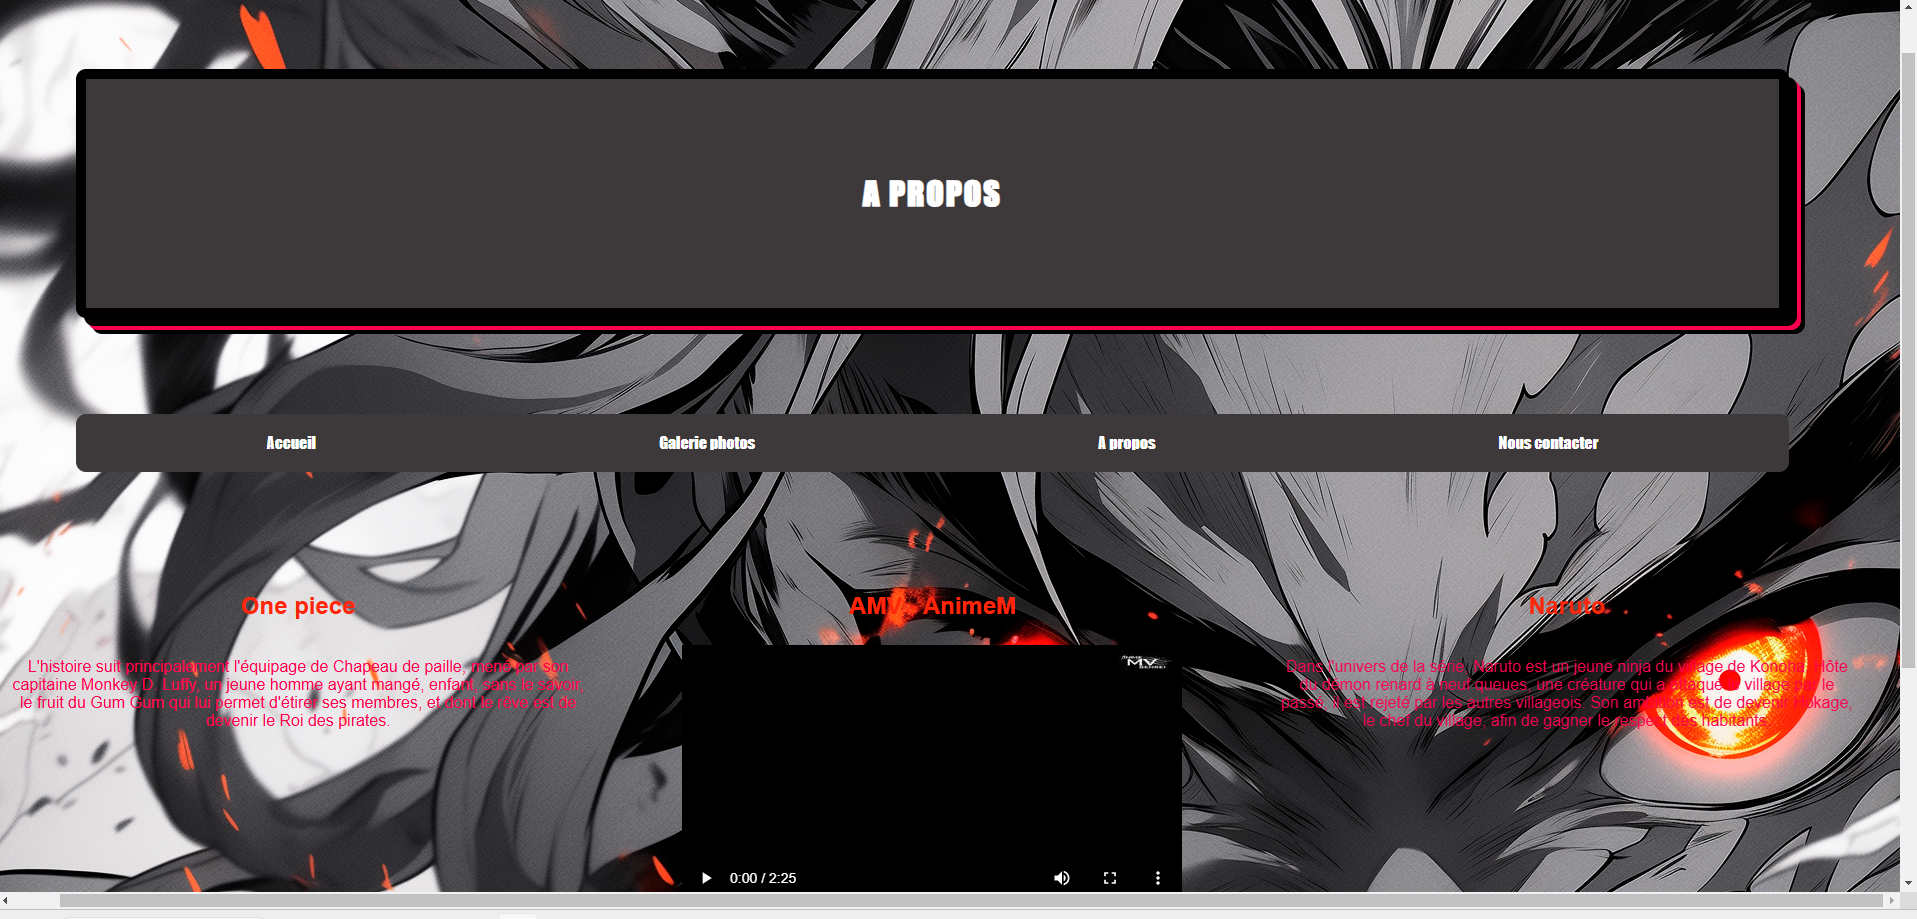 A PROPOS
Accueil
Galerie photos
A propos
Nous contacter
One piece
L'histoire suit principalement l'équipage de Chapeau de paille, mené par son
capitaine Monkey D. Luffy, un jeune homme ayant mangé, enfant, sans le savoir,
le fruit du Gum Gum qui lui permet d'étirer ses membres, et dont le rêve est de
devenir le Roi des pirates.
AMV - AnimeM
MV
0:00 / 2:25
Naruto
Dans l'univers de la série, Naruto est un jeune ninja du village de Konoha. Hôte
du démon renard à neuf queues, une créature qui a attaqué le village par le
passé, il est rejeté par les autres villageois. Son ambition est de devenir Hokage,
le chef du village, afin de gagner le respect des habitants.